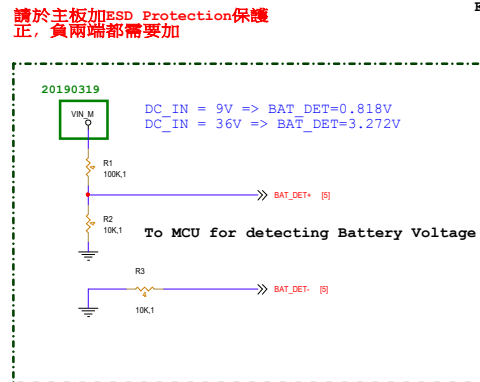 請於主板加ESD Protection保護
正, 負兩端都需要加
E
20190319
VIN_M
DC_IN = 9V => BAT_DET=0.818V
DC_IN = 36V => BAT_DET=3.272V
R1
4
100K,1
BAT_DET+ [5]
R2
4
10K,1
To MCU for detecting Battery Voltage
R3
4
10K,1
BAT_DET- [5]